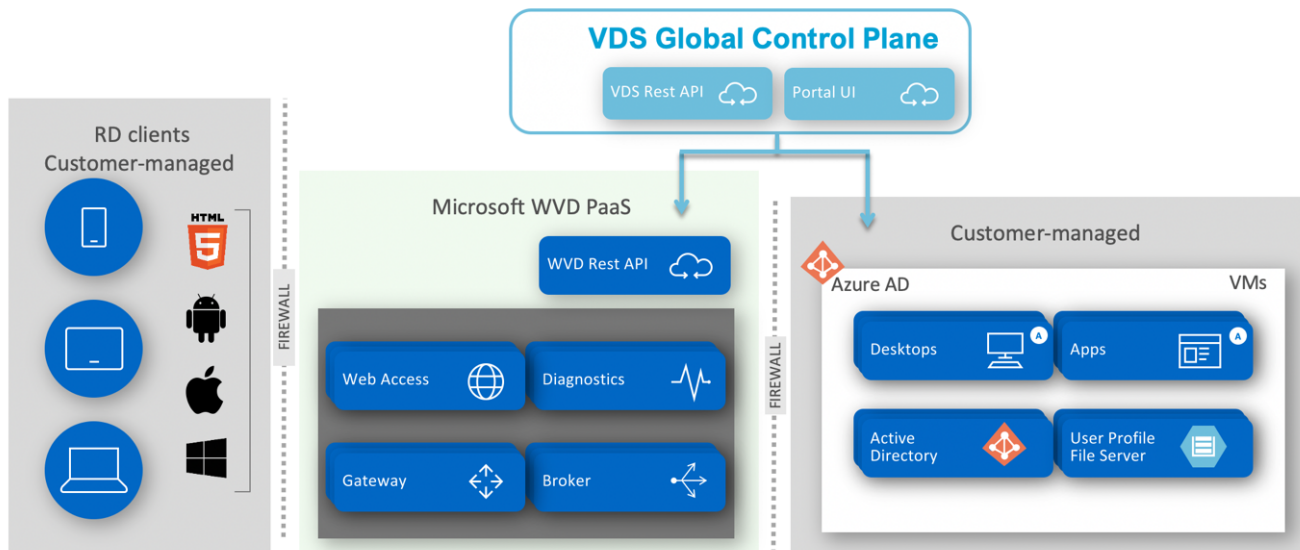 VDS Global Control Plane
VDS Rest API
Portal UI
RD clients
Customer-managed
HTML
5
FIREWALL
Microsoft WVD PaaS
WVD Rest API
Web Access
Diagnostics
Gateway
Broker
FIREWALL
Customer-managed
Azure AD
VMs
Desktops
A
Apps
A
Active
Directory
User Profile
File Server